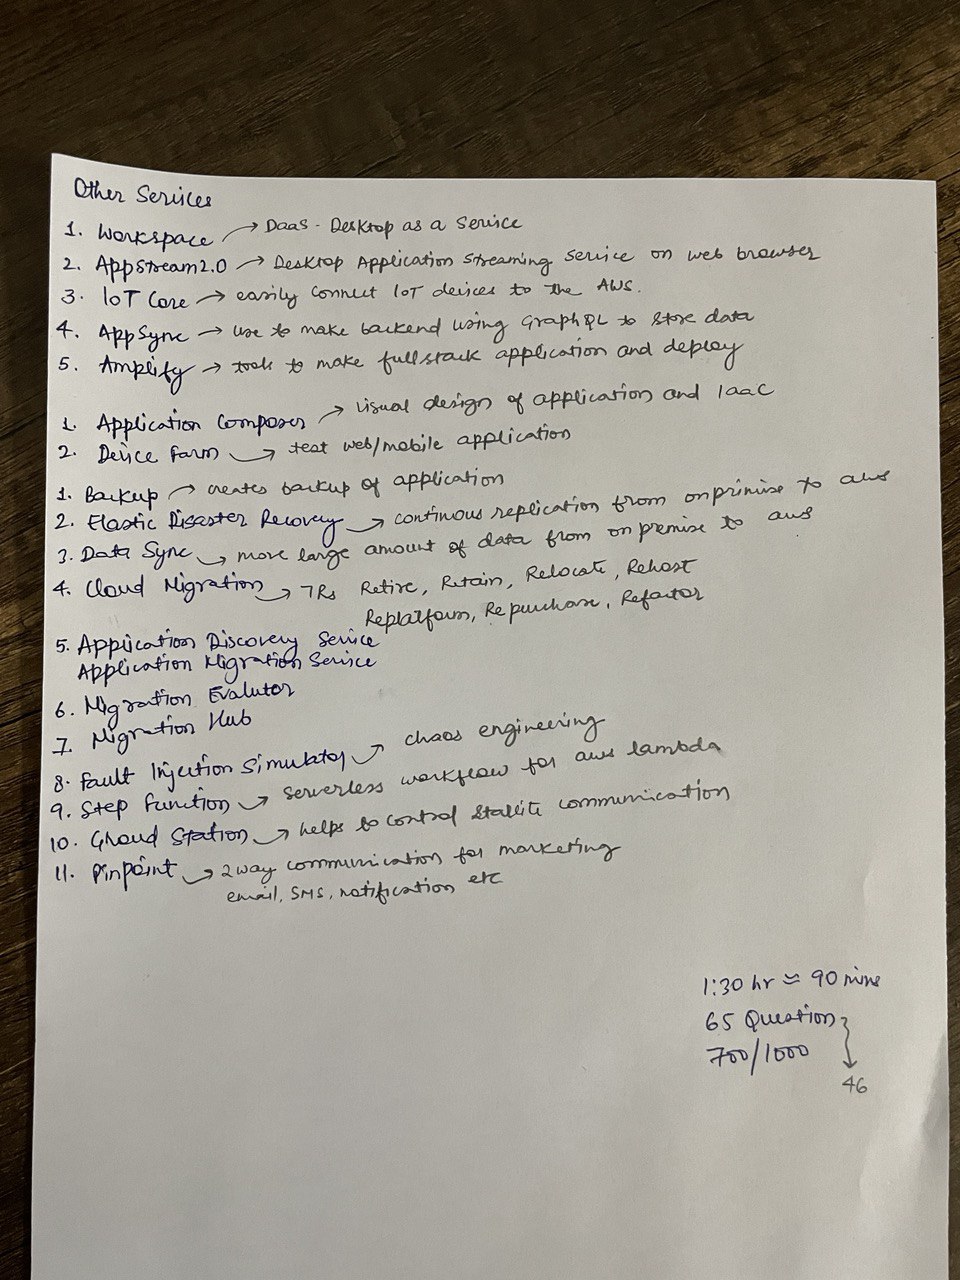 Other Services
1. Workspace → DaaS - Desktop as a Service
2. AppStream2.0 → Desktop Application Streaming Service on web browser
3. IoT Core → easily connect IoT devices to the AWS.
4. AppSync → use to make backend using GraphQL to store data
5. Amplify → tools to make fullstack application and deploy
1. Application Composer → visual design of application and IaaC
2. Device Farm → test web/mobile application
1. Backup → creates backup of application
2. Elastic Disaster Recovery → continous replication from onprimise to aws
3. Data Sync → move large amount of data from on premise to aws
4. Cloud Migration → 7Rs Retire, Retain, Relocate, Rehost
Replatform, Repurchase, Refactor
5. Application Discovery Service
Application Migration Service
6. Migration Evalutor
7. Migration Hub
8. Fault Injection Simulator → chaos engineering
9. Step Function → Serverless workflow for aws lambda
10. Ground Station → helps to control stallite communication
11. Pinpoint → 2way communication for marketing
email, SMS, notification etc
1:30 hr ≈ 90 mins
65 Question
700/1000
46